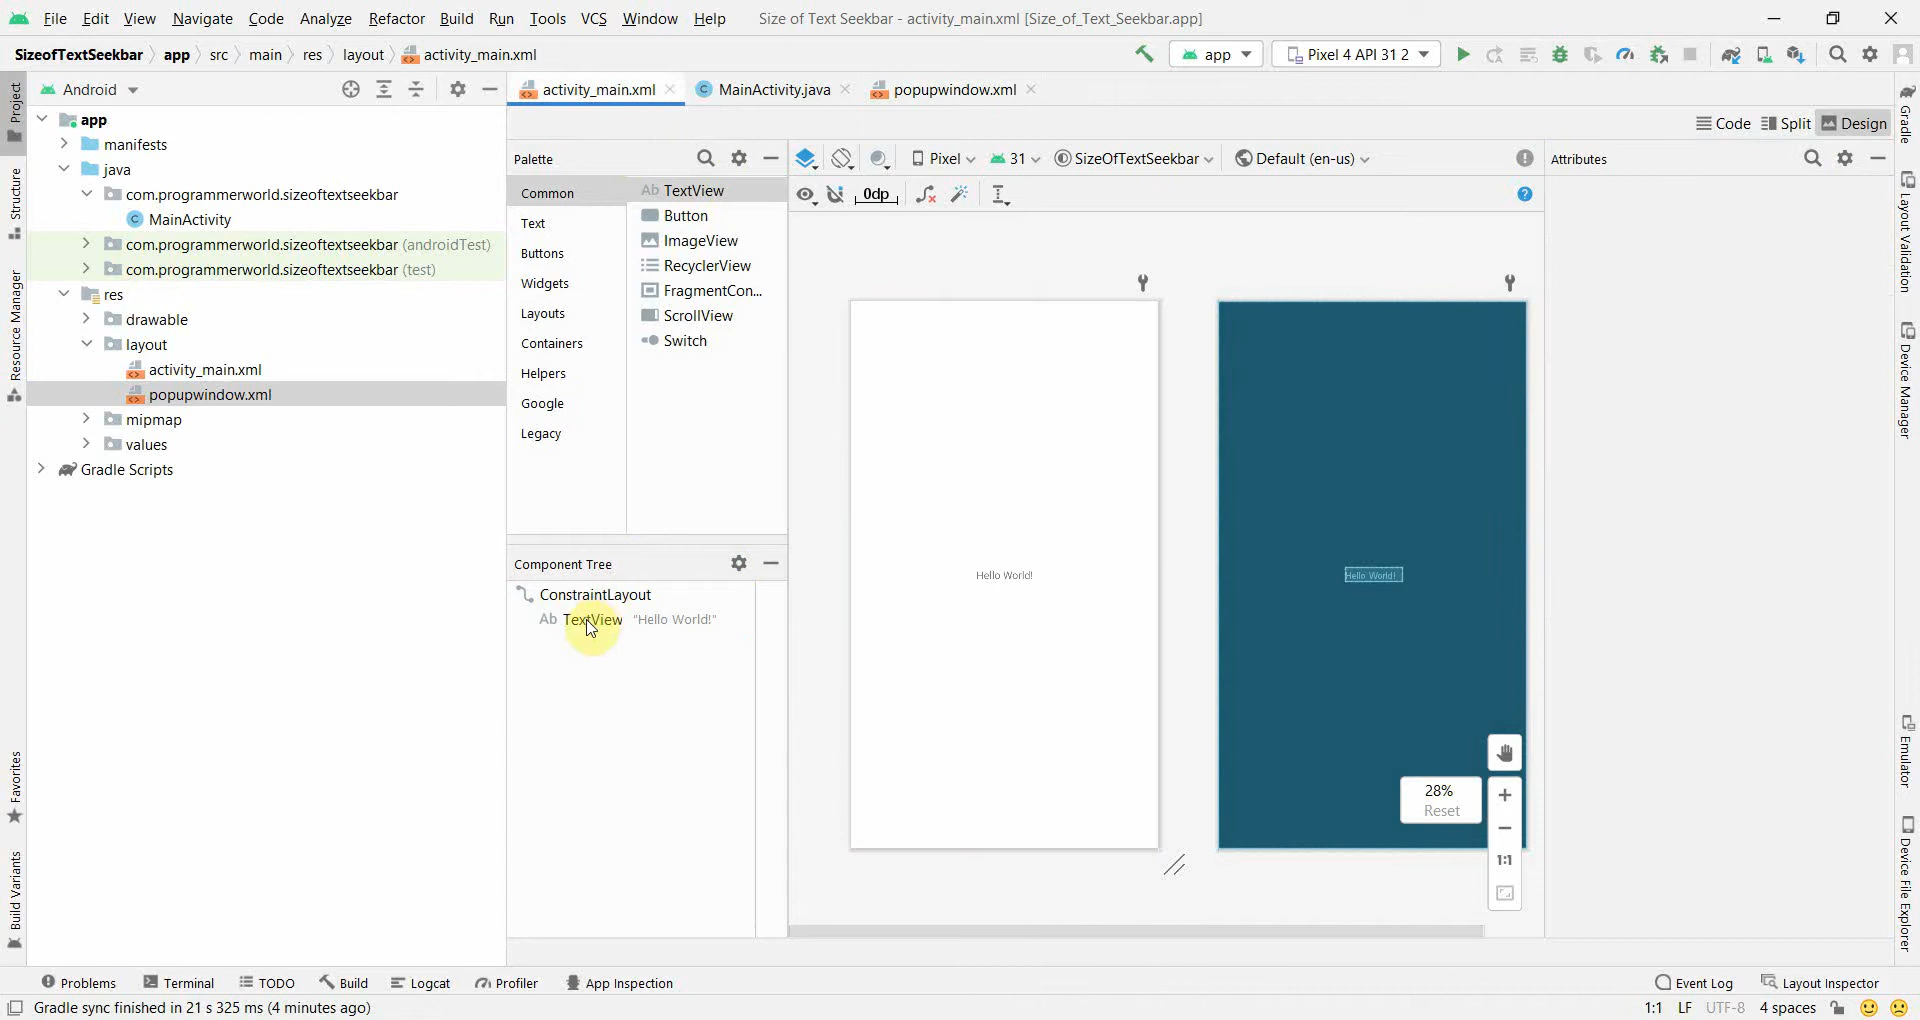 File Edit View Navigate Code Analyze Refactor Build Run Tools VCS Window Help Size of Text Seekbar - activity_main.xml [Size_of_Text_Seekbar.app]
SizeofTextSeekbar app src main res layout activity_main.xml app Pixel 4 API 31 2
Project Android activity_main.xml MainActivity.java popupwindow.xml Gradle
app
Code Split Design
manifests
Palette Pixel 31 SizeOfTextSeekbar Default (en-us) Attributes
java
Common Ab TextView 0dp
com.programmerworld.sizeoftextseekbar
Structure
Layout Validation
MainActivity
Text Button
com.programmerworld.sizeoftextseekbar (androidTest)
Buttons ImageView
com.programmerworld.sizeoftextseekbar (test)
RecyclerView
Resource Manager
res
Widgets FragmentCon...
drawable
Layouts ScrollView
layout
Containers Switch
activity_main.xml
Helpers
Device Manager
popupwindow.xml
Google
mipmap
Legacy
values
Gradle Scripts
Component Tree
Hello World! Hello World!
ConstraintLayout
Ab TextView "Hello World!"
Emulator
Favorites
28%
Reset
1:1
Build Variants
Device File Explorer
Problems Terminal TODO Build Logcat Profiler App Inspection Event Log Layout Inspector
Gradle sync finished in 21 s 325 ms (4 minutes ago) 1:1 LF UTF-8 4 spaces